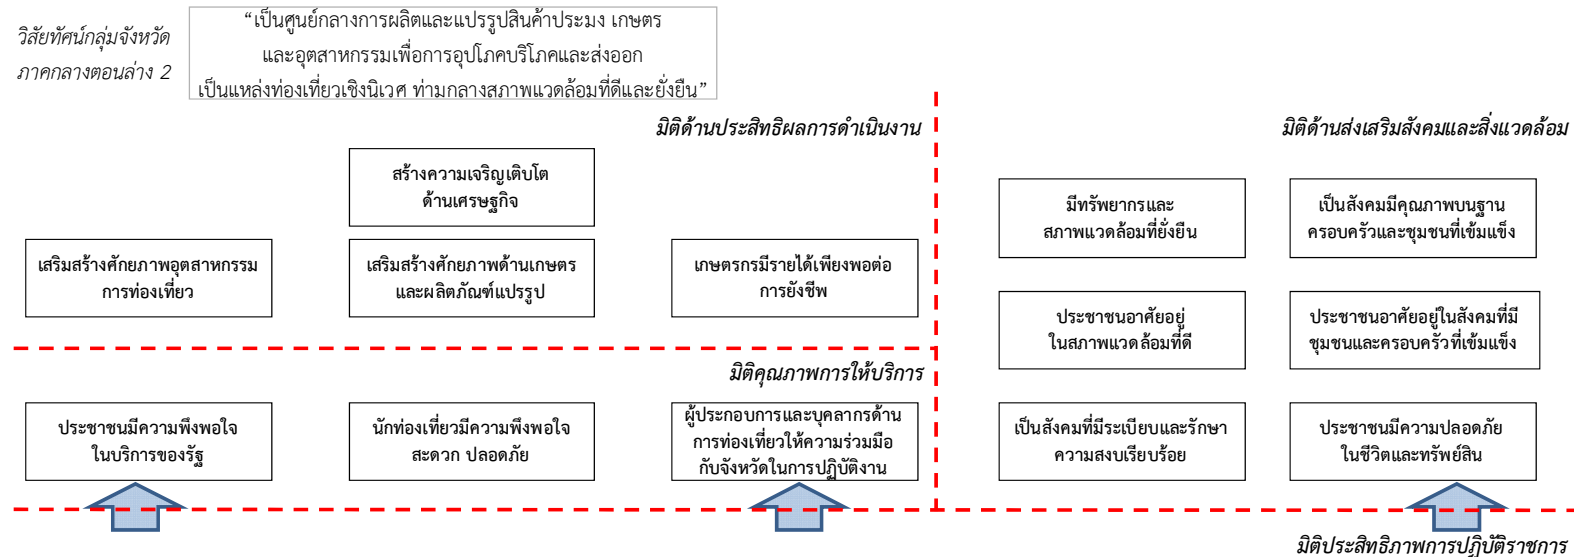 วิสัยทัศน์กลุ่มจังหวัด
ภาคกลางตอนล่าง 2
“เป็นศูนย์กลางการผลิตและแปรรูปสินค้าประมง เกษตร
และอุตสาหกรรมเพื่อการอุปโภคบริโภคและส่งออก
เป็นแหล่งท่องเที่ยวเชิงนิเวศ ท่ามกลางสภาพแวดล้อมที่ดีและยั่งยืน”
มิติด้านประสิทธิผลการดำเนินงาน
สร้างความเจริญเติบโต
ด้านเศรษฐกิจ
เสริมสร้างศักยภาพอุตสาหกรรม
การท่องเที่ยว
เสริมสร้างศักยภาพด้านเกษตร
และผลิตภัณฑ์แปรรูป
เกษตรกรมีรายได้เพียงพอต่อ
การยังชีพ
มิติคุณภาพการให้บริการ
ประชาชนมีความพึงพอใจ
ในบริการของรัฐ
นักท่องเที่ยวมีความพึงพอใจ
สะดวก ปลอดภัย
ผู้ประกอบการและบุคลากรด้าน
การท่องเที่ยวให้ความร่วมมือ
กับจังหวัดในการปฏิบัติงาน
มิติด้านส่งเสริมสังคมและสิ่งแวดล้อม
มีทรัพยากรและ
สภาพแวดล้อมที่ยั่งยืน
เป็นสังคมมีคุณภาพบนฐาน
ครอบครัวและชุมชนที่เข้มแข็ง
ประชาชนอาศัยอยู่
ในสภาพแวดล้อมที่ดี
ประชาชนอาศัยอยู่ในสังคมที่มี
ชุมชนและครอบครัวที่เข้มแข็ง
เป็นสังคมที่มีระเบียบและรักษา
ความสงบเรียบร้อย
ประชาชนมีความปลอดภัย
ในชีวิตและทรัพย์สิน
มิติประสิทธิภาพการปฏิบัติราชการ